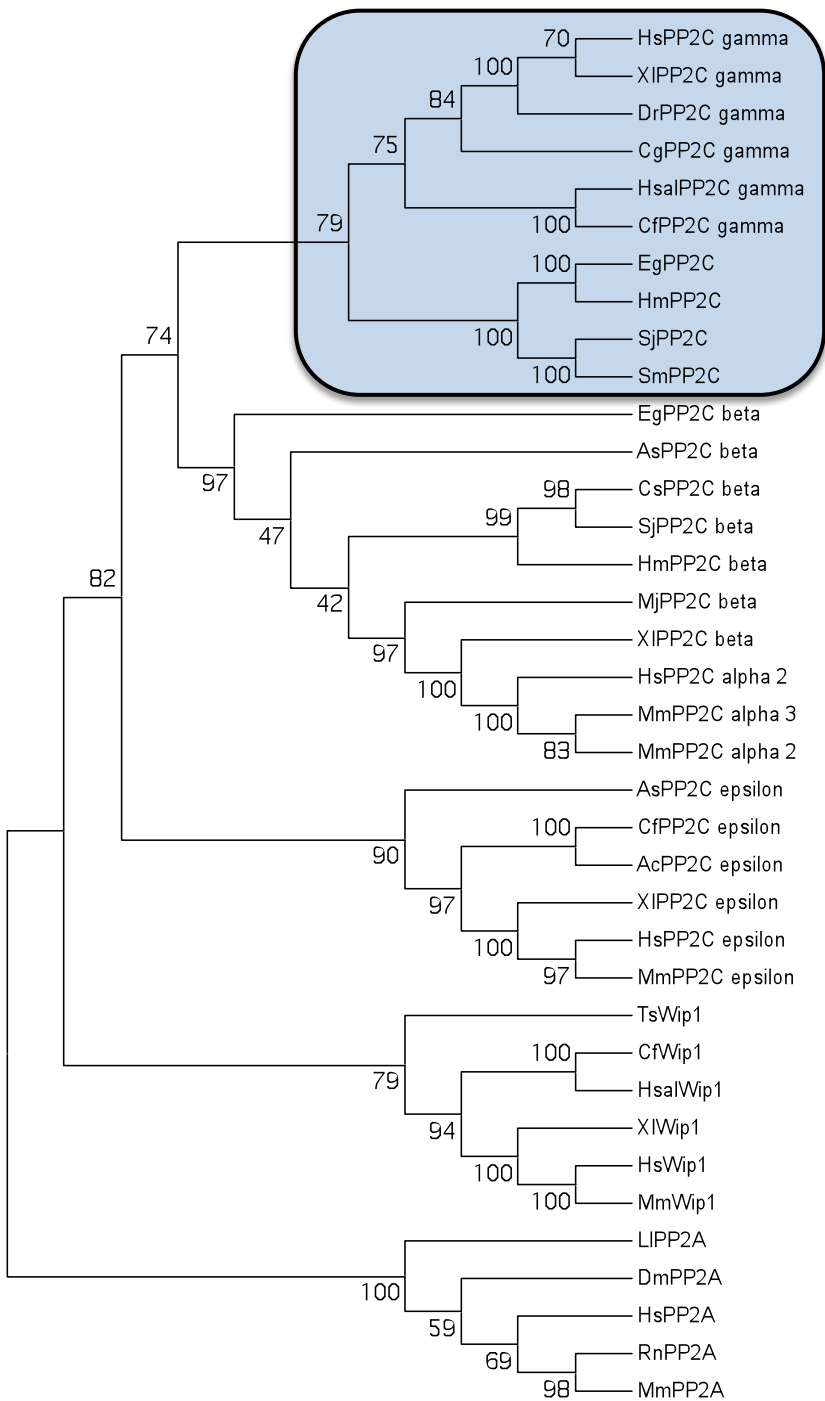 70
HsPP2C gamma
100
XlPP2C gamma
84
DrPP2C gamma
75
CgPP2C gamma
HsalPP2C gamma
79
100
CfPP2C gamma
100
EgPP2C
HmPP2C
100
SjPP2C
74
100
SmPP2C
EgPP2C beta
97
AsPP2C beta
98
CsPP2C beta
47
99
SjPP2C beta
82
HmPP2C beta
42
MjPP2C beta
97
XlPP2C beta
100
HsPP2C alpha 2
100
MmPP2C alpha 3
83
MmPP2C alpha 2
AsPP2C epsilon
100
CfPP2C epsilon
90
AcPP2C epsilon
97
XlPP2C epsilon
100
HsPP2C epsilon
97
MmPP2C epsilon
TsWip1
100
CfWip1
79
HsalWip1
94
XlWip1
100
HsWip1
100
MmWip1
LlPP2A
100
DmPP2A
59
HsPP2A
69
RnPP2A
98
MmPP2A